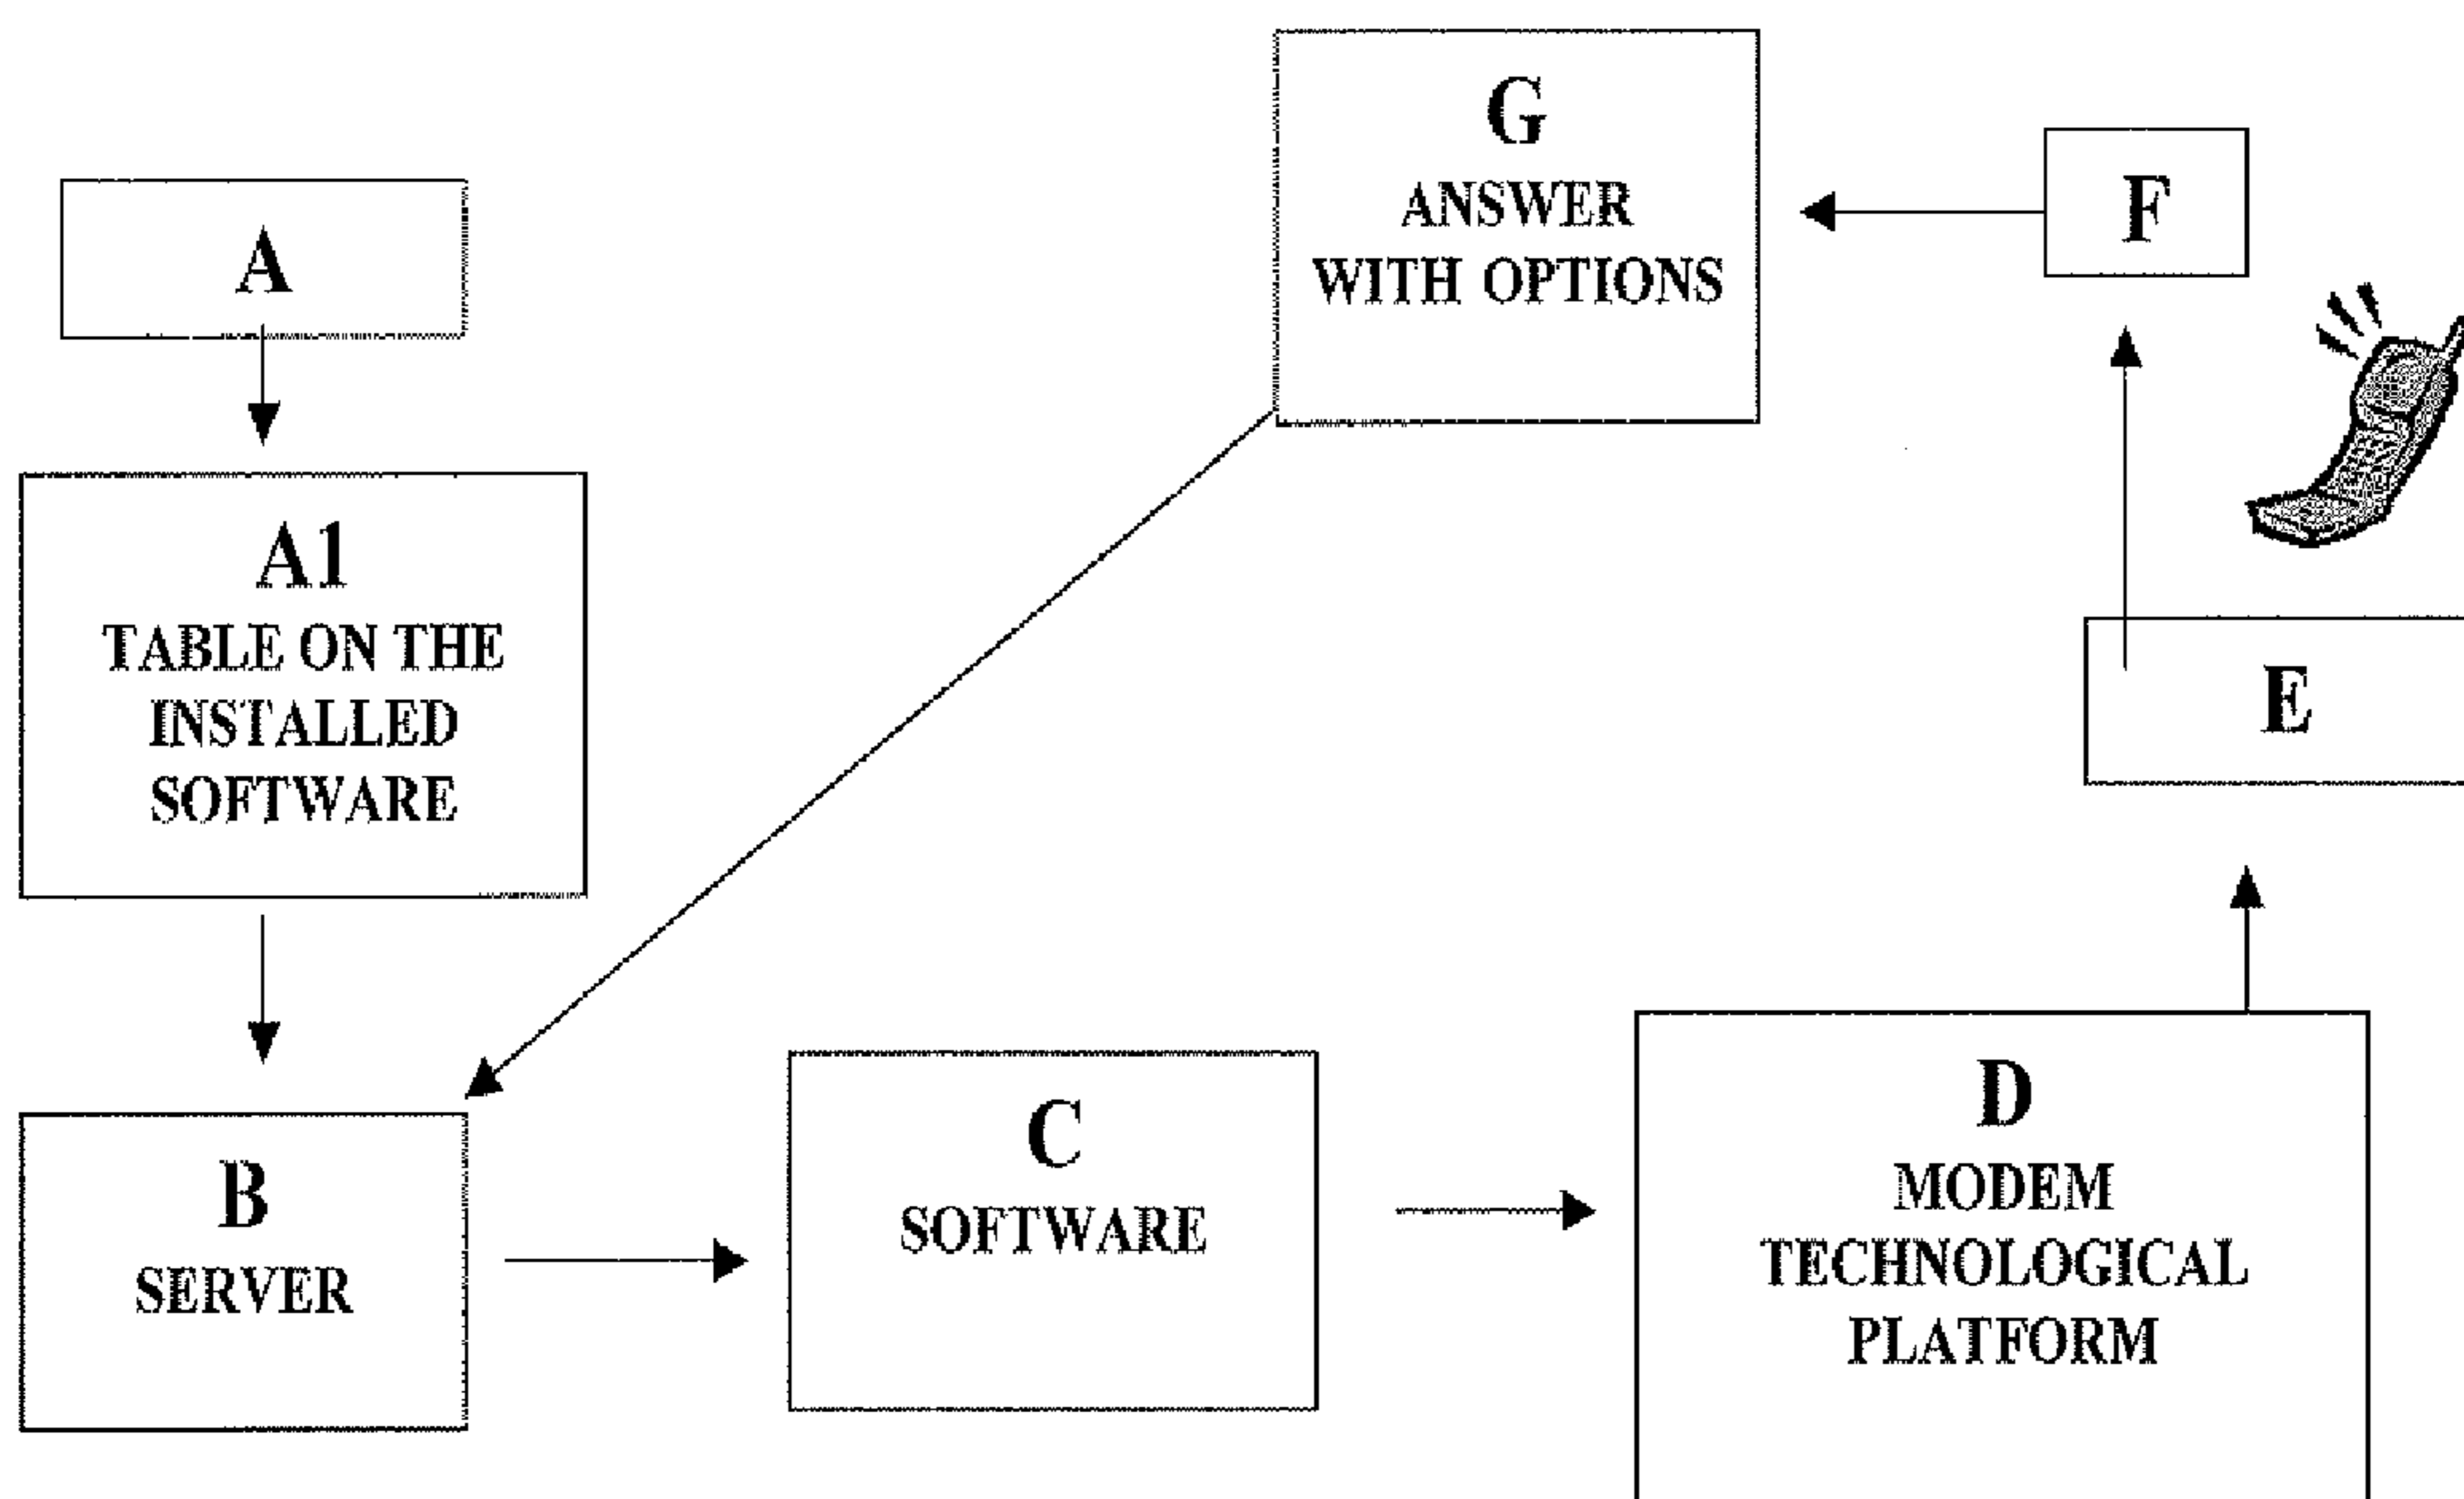 A
A1
TABLE ON THE
INSTALLED
SOFTWARE
B
SERVER
C
SOFTWARE
D
MODEM
TECHNOLOGICAL
PLATFORM
E
F
G
ANSWER
WITH OPTIONS